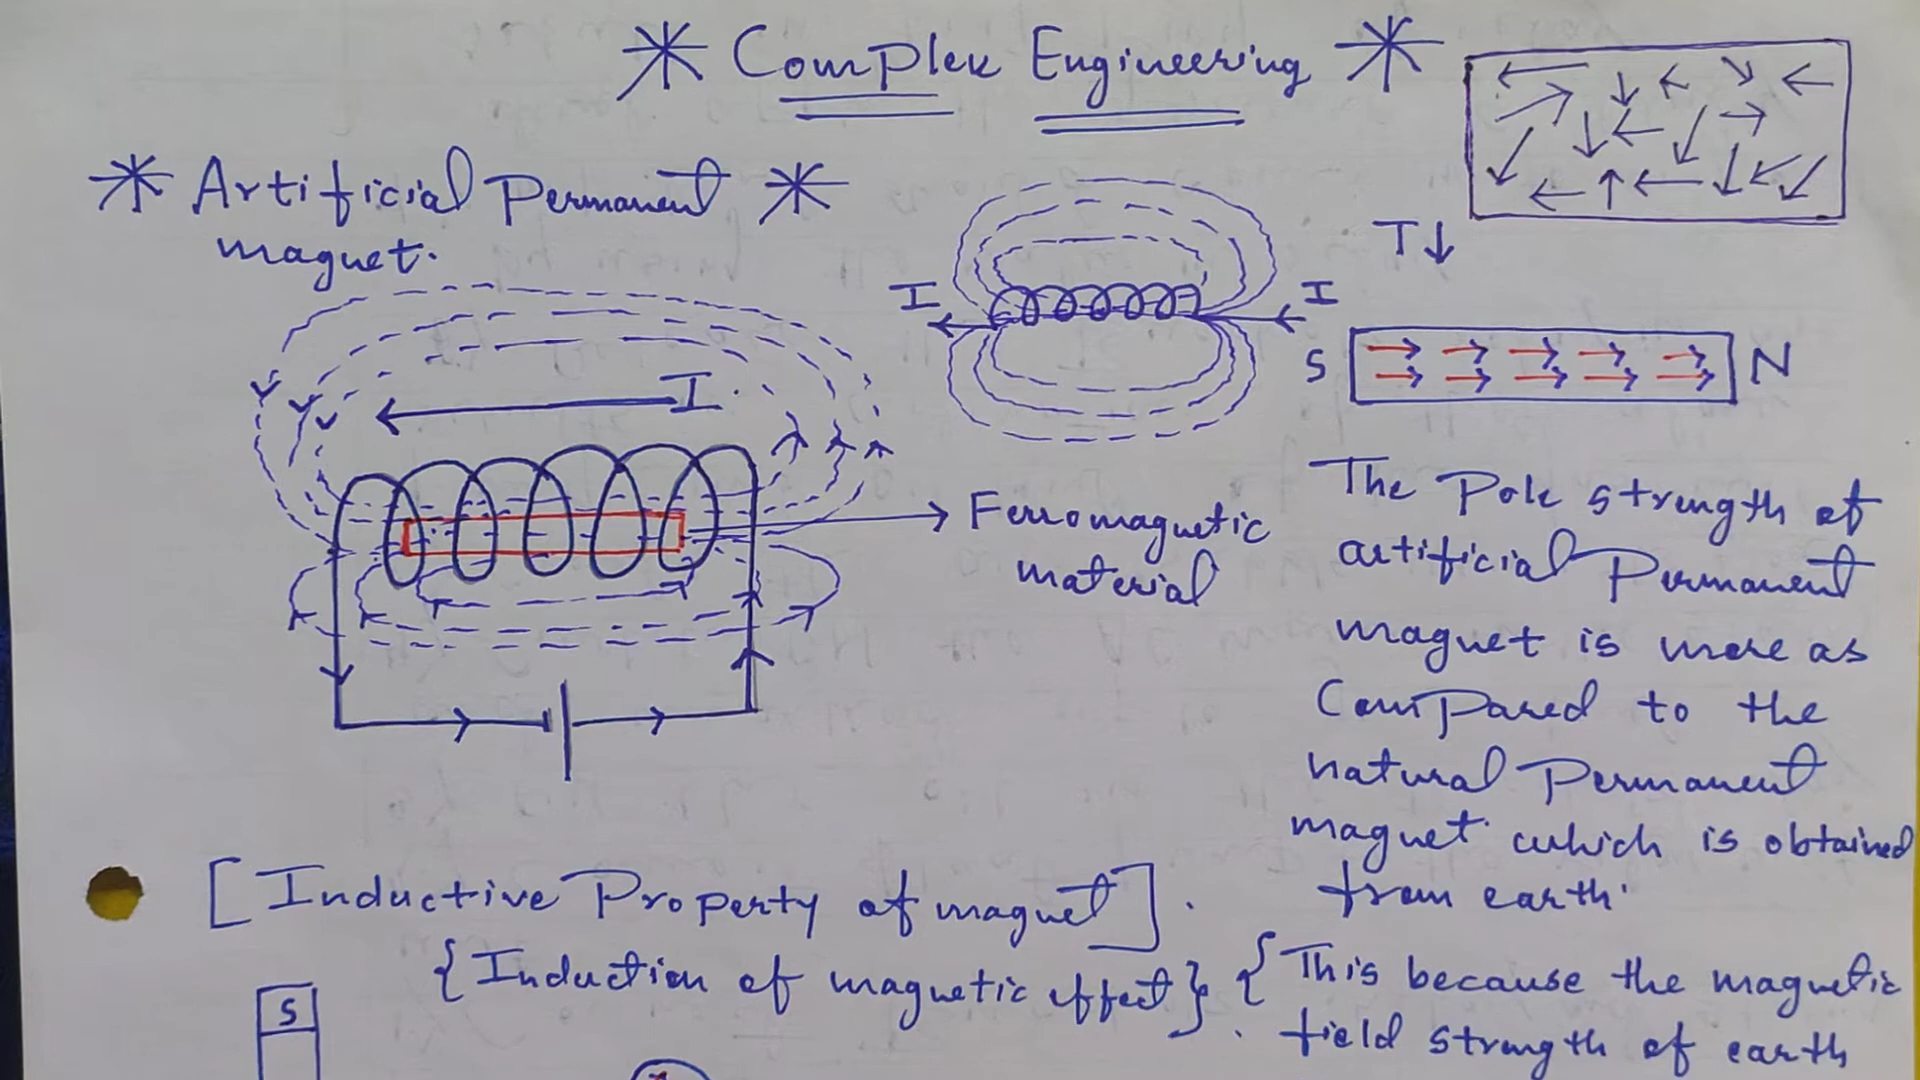 * Complex Engineering *
* Artificial Permanent *
magnet.
I
I
T↓
S
N
I.
Ferromagnetic
material
The Pole strength of
artificial Permanent
magnet is more as
Compared to the
natural Permanent
magnet which is obtained
from earth.
[Inductive Property of magnet].
{Induction of magnetic effect}.
{This because the magnetic
field strength of earth
S